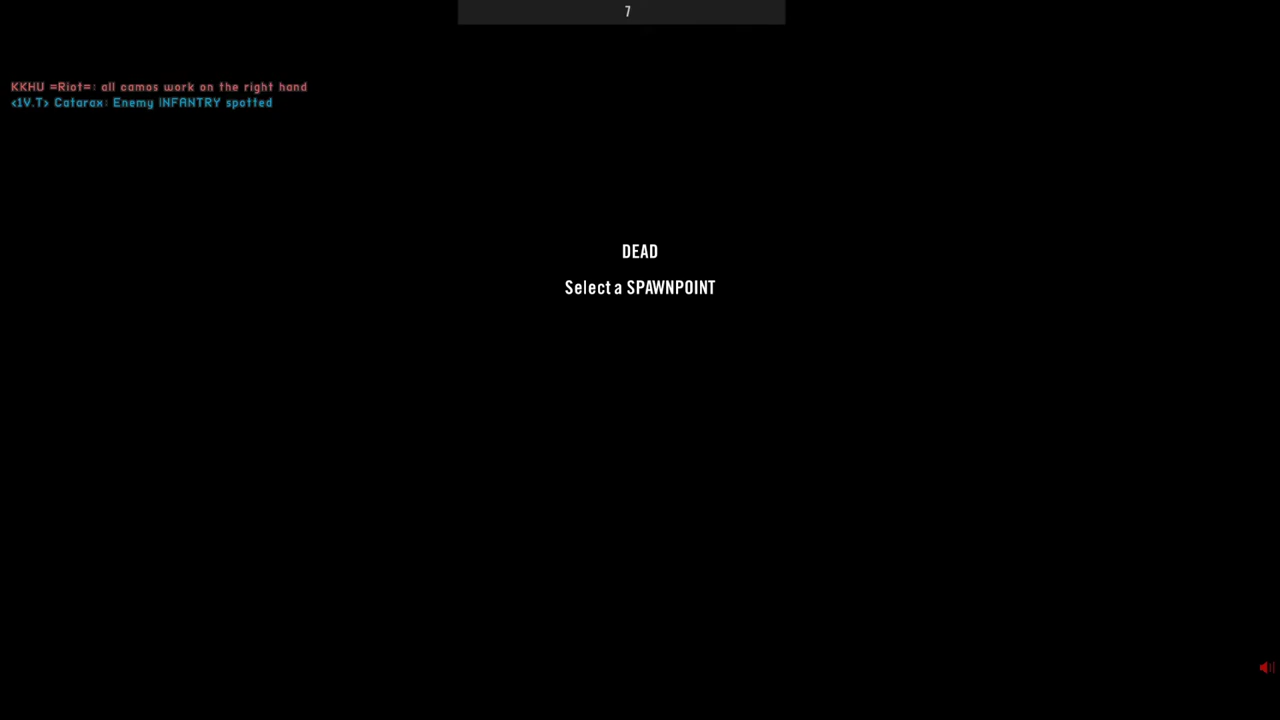 7
KKHU =Riot=: all camos work on the right hand
<1V.T> Catarax: Enemy INFANTRY spotted
DEAD
Select a SPAWNPOINT